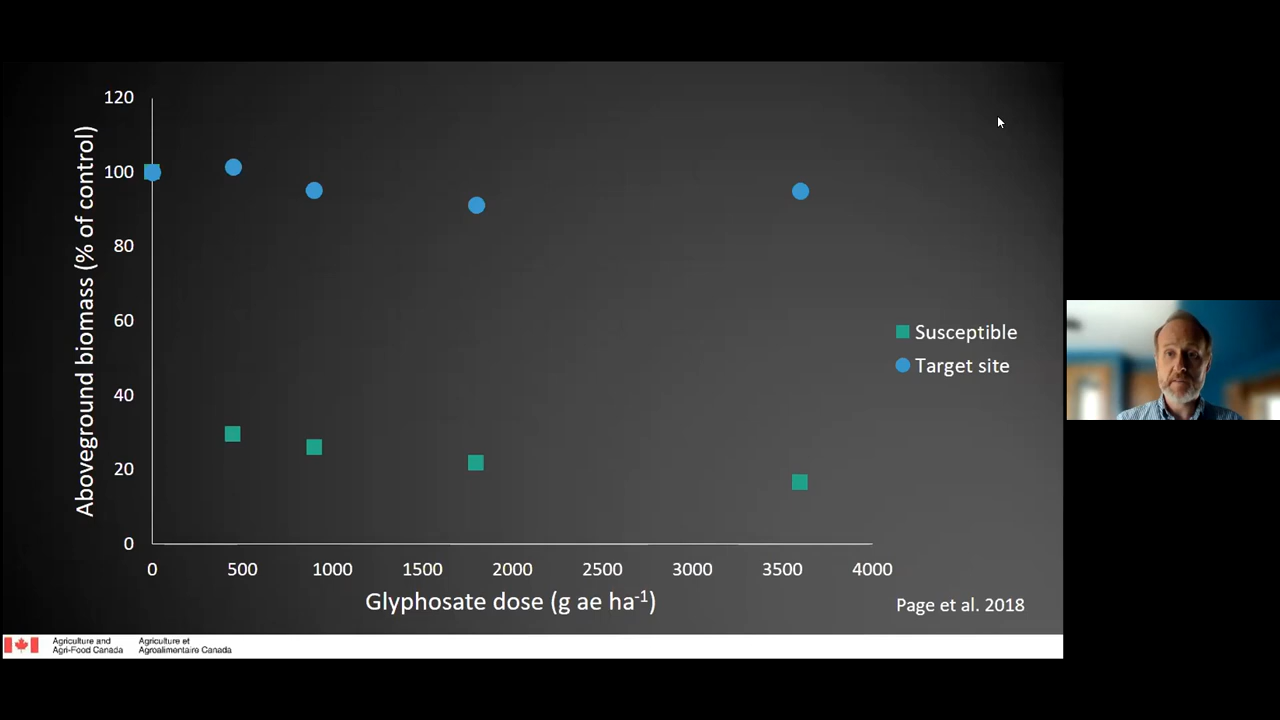 120
100
80
60
40
20
0
Aboveground biomass (% of control)
0 500 1000 1500 2000 2500 3000 3500 4000
Glyphosate dose (g ae ha-1)
Susceptible
Target site
Page et al. 2018
Agriculture and Agriculture et
Agri-Food Canada Agroalimentaire Canada